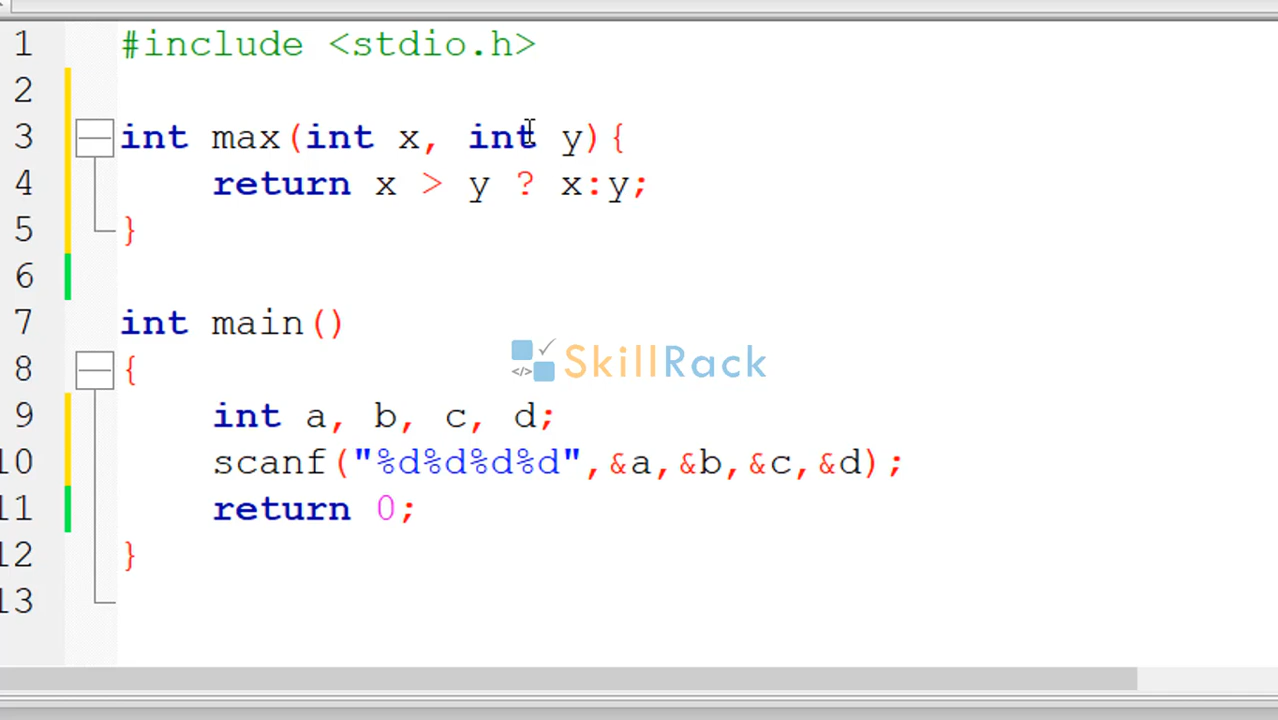 1 #include <stdio.h>
2
3 int max(int x, int y){
4 return x > y ? x:y;
5 }
6
7 int main()
8 {
9 int a, b, c, d;
10 scanf("%d%d%d%d",&a,&b,&c,&d);
11 return 0;
12 }
13
</> SkillRack